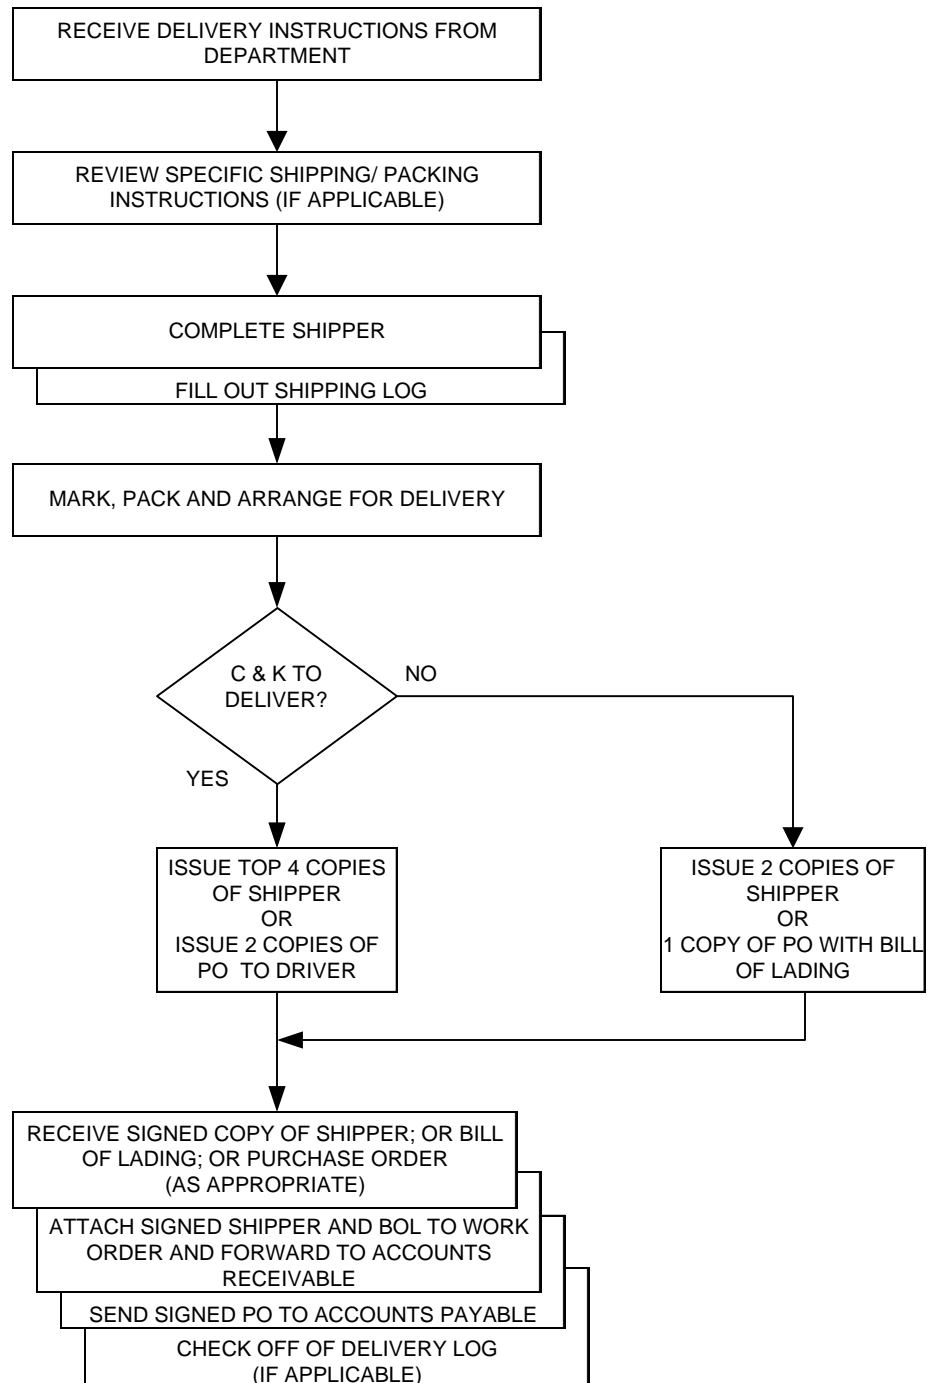 RECEIVE DELIVERY INSTRUCTIONS FROM
DEPARTMENT
REVIEW SPECIFIC SHIPPING/ PACKING
INSTRUCTIONS (IF APPLICABLE)
COMPLETE SHIPPER
FILL OUT SHIPPING LOG
MARK, PACK AND ARRANGE FOR DELIVERY
C & K TO
DELIVER?
NO
YES
ISSUE TOP 4 COPIES
OF SHIPPER
OR
ISSUE 2 COPIES OF
PO TO DRIVER
ISSUE 2 COPIES OF
SHIPPER
OR
1 COPY OF PO WITH BILL
OF LADING
RECEIVE SIGNED COPY OF SHIPPER; OR BILL
OF LADING; OR PURCHASE ORDER
(AS APPROPRIATE)
ATTACH SIGNED SHIPPER AND BOL TO WORK
ORDER AND FORWARD TO ACCOUNTS
RECEIVABLE
SEND SIGNED PO TO ACCOUNTS PAYABLE
CHECK OFF OF DELIVERY LOG
(IF APPLICABLE)